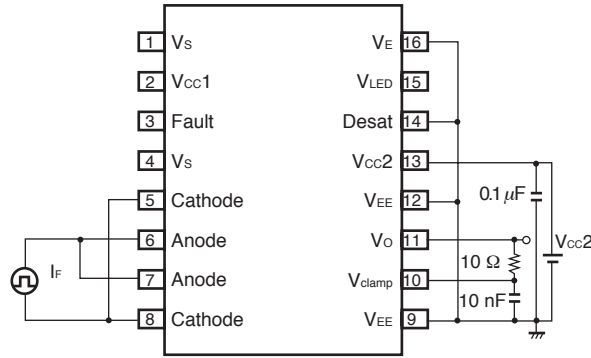 1 VS VE 16
2 VCC1 VLED 15
3 Fault Desat 14
4 VS VCC2 13
5 Cathode VEE 12
0.1 μF
6 Anode VO 11
VCC2
IF
10 Ω
7 Anode Vclamp 10
10 nF
8 Cathode VEE 9